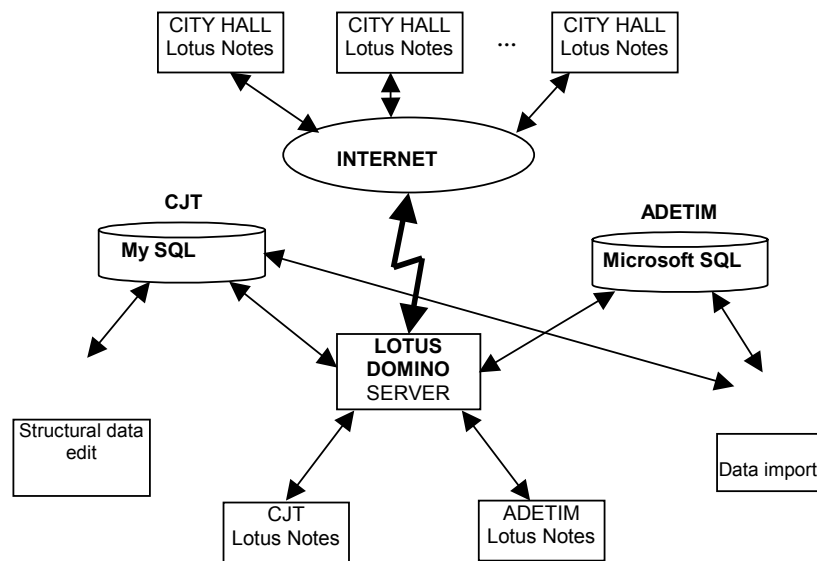 CITY HALL
Lotus Notes
CITY HALL
Lotus Notes
...
CITY HALL
Lotus Notes
INTERNET
CJT
My SQL
ADETIM
Microsoft SQL
LOTUS
DOMINO
SERVER
Structural data
edit
Data import
CJT
Lotus Notes
ADETIM
Lotus Notes